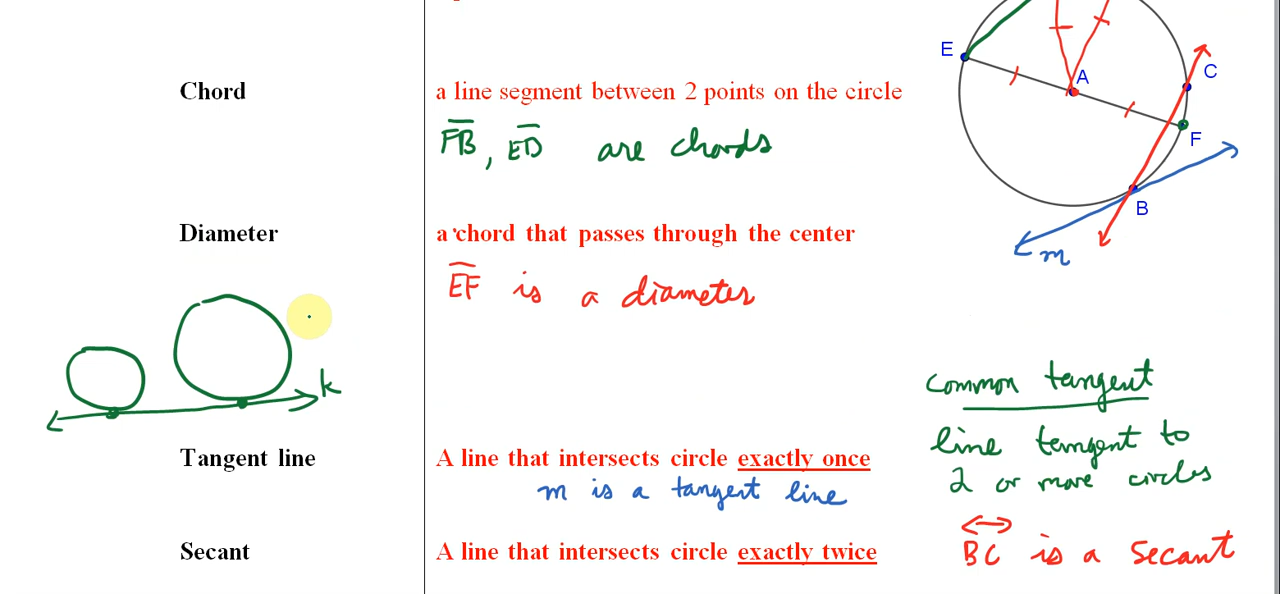 E
A
C
F
B
m
Chord
a line segment between 2 points on the circle
FB, ED are chords
Diameter
a chord that passes through the center
EF is a diameter
k
common tangent
line tangent to
2 or more circles
Tangent line
A line that intersects circle exactly once
m is a tangent line
Secant
A line that intersects circle exactly twice
BC is a secant